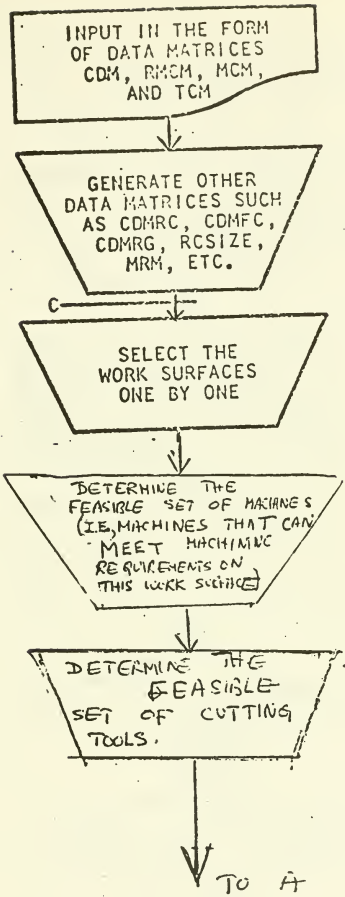 INPUT IN THE FORM
OF DATA MATRICES
CDM, RMCM, MCM,
AND TCM
GENERATE OTHER
DATA MATRICES SUCH
AS CDMRC, CDMFC,
CDMRG, RCSIZE,
MRM, ETC.
C
SELECT THE
WORK SURFACES
ONE BY ONE
DETERMINE THE
FEASIBLE SET OF MACHINES
(I.E, MACHINES THAT CAN
MEET MACHINING
REQUIREMENTS ON
THIS WORK SURFACE)
DETERMINE THE
FEASIBLE
SET OF CUTTING
TOOLS.
TO A